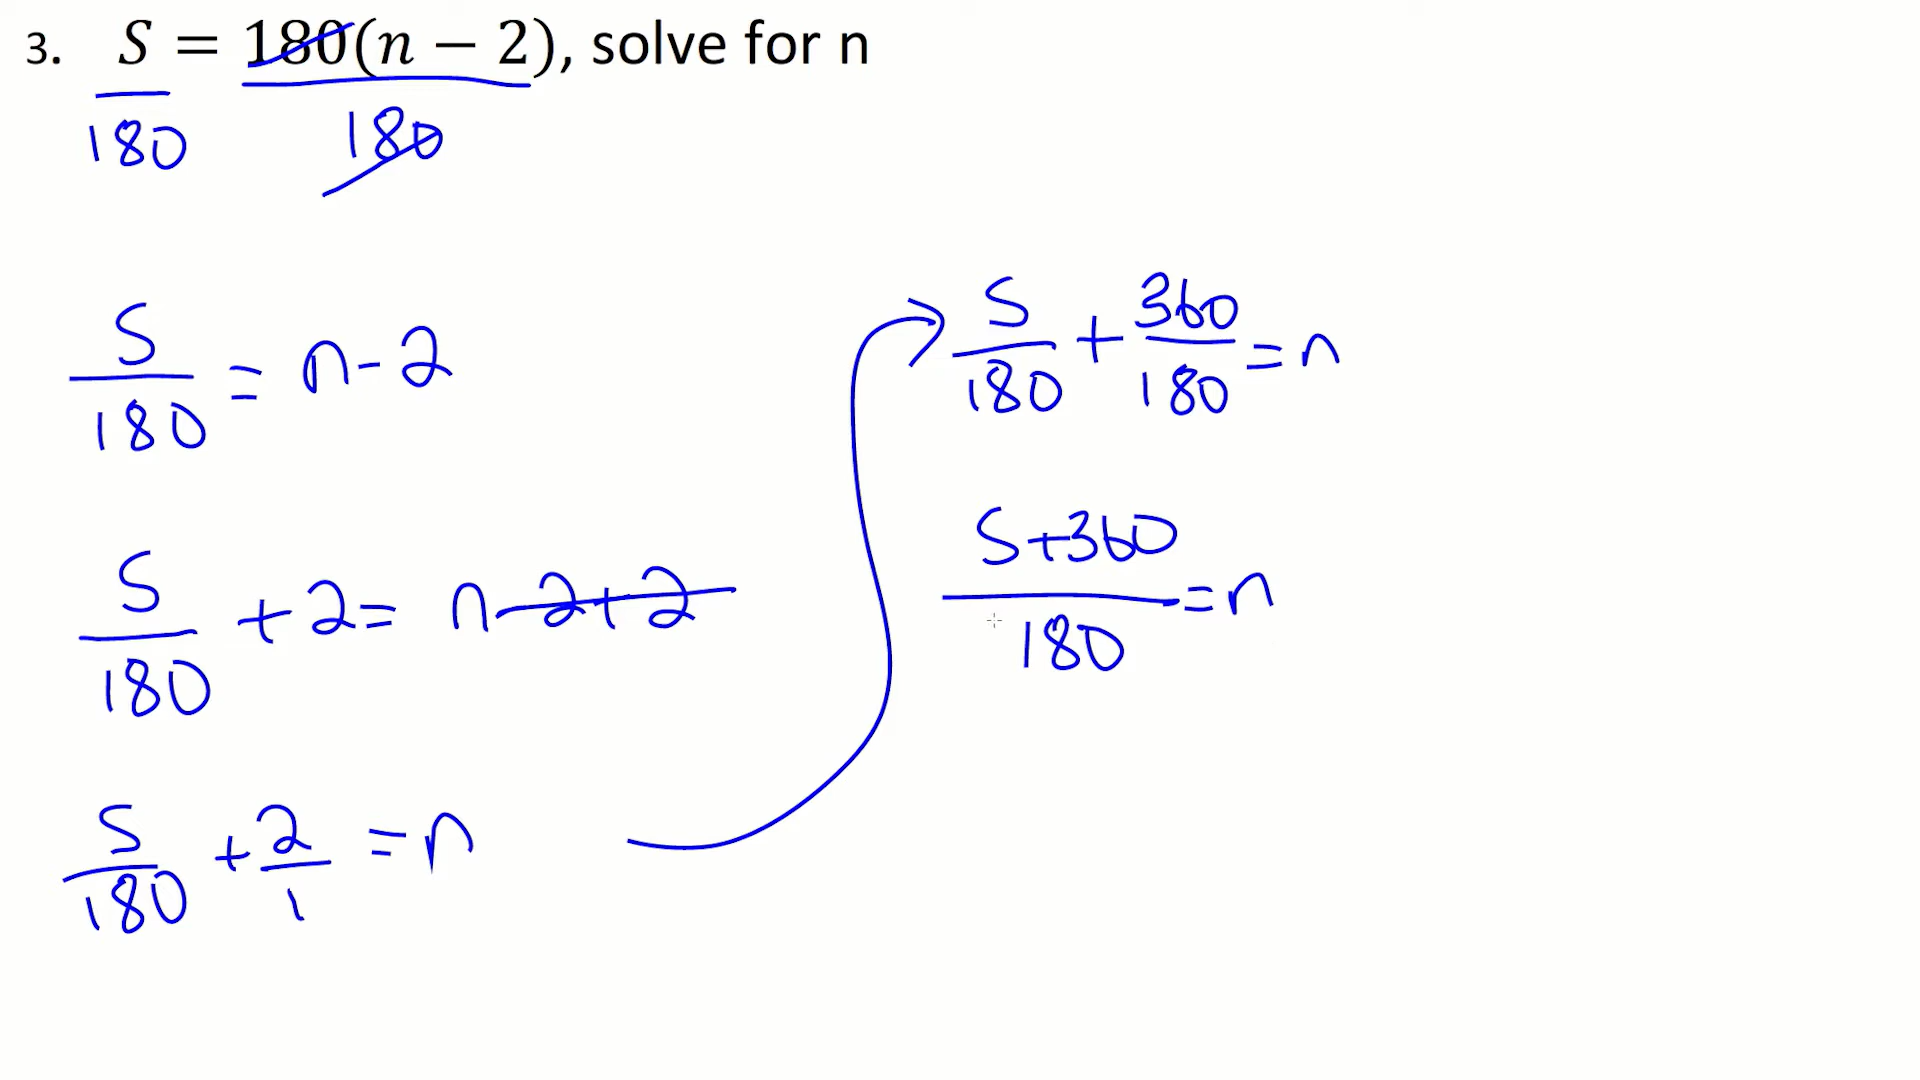 3. S = 180(n − 2), solve for n
S/180 180
S/180 = n - 2
S/180 + 2 = n - 2 + 2
S/180 + 2/1 = n
S/180 + 360/180 = n
S+360/180 = n